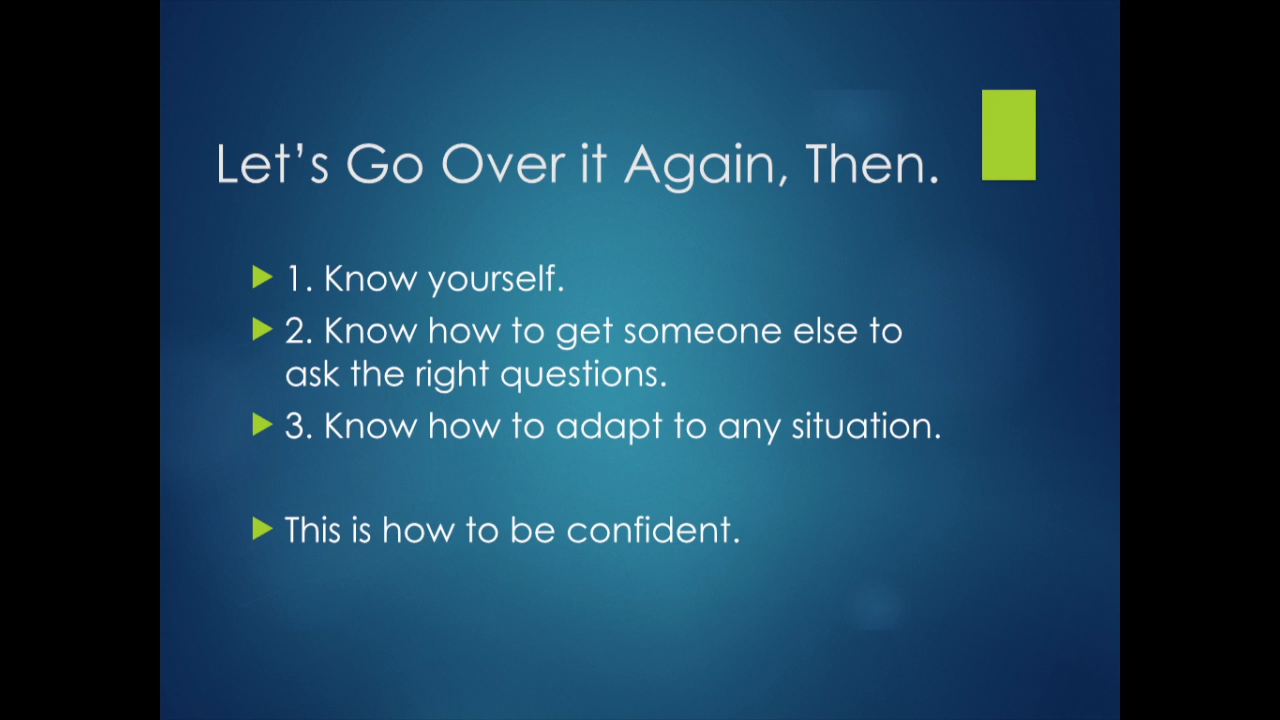 Let’s Go Over it Again, Then.
1. Know yourself.
2. Know how to get someone else to
ask the right questions.
3. Know how to adapt to any situation.
This is how to be confident.